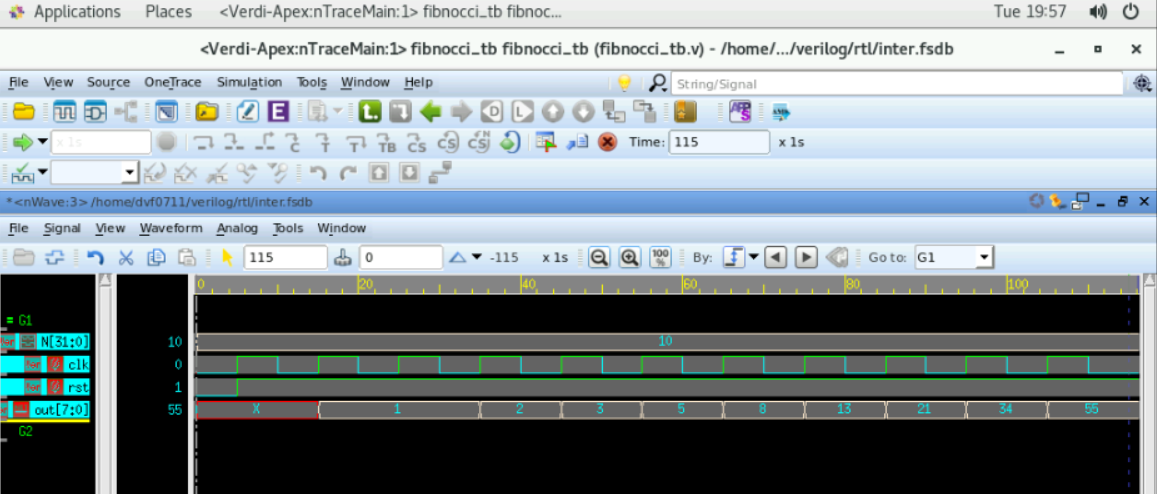 Applications Places <Verdi-Apex:nTraceMain:1> fibnocci_tb fibnoc... Tue 19:57
<Verdi-Apex:nTraceMain:1> fibnocci_tb fibnocci_tb (fibnocci_tb.v) - /home/.../verilog/rtl/inter.fsdb
File View Source OneTrace Simulation Tools Window Help String/Signal
x 1s Time: 115 x 1s
*<nWave:3> /home/dvf0711/verilog/rtl/inter.fsdb
File Signal View Waveform Analog Tools Window
115 0 -115 x 1s 100 % By: Go to: G1
0 20 40 60 80 100
= G1
N[31:0] 10 10
clk 0
rst 1
out[7:0] 55 X 1 2 3 5 8 13 21 34 55
G2